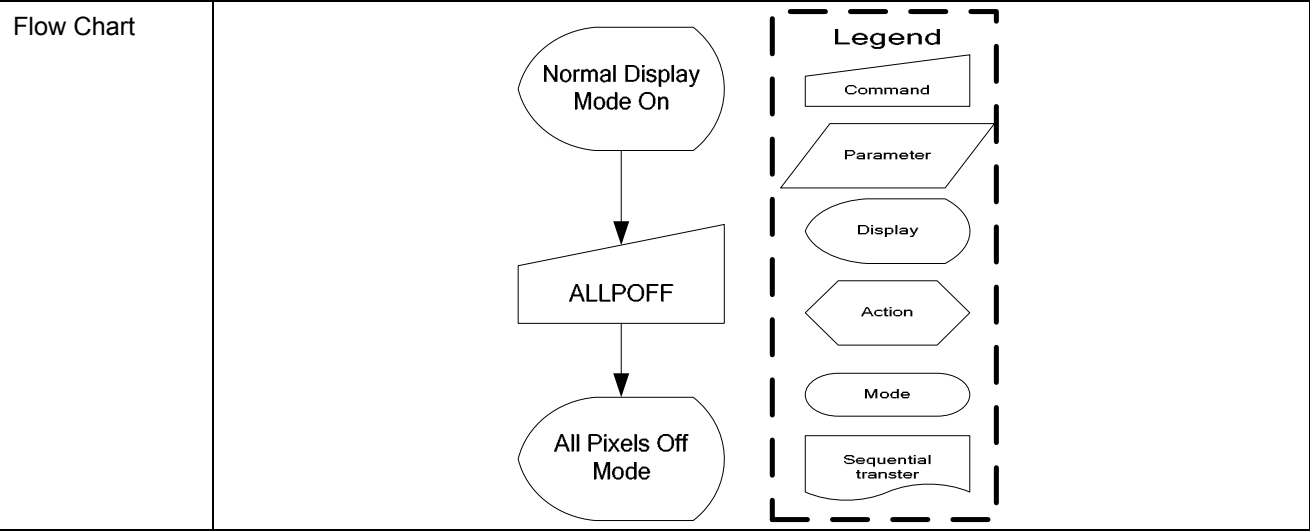 Flow Chart
Normal Display
Mode On
ALLPOFF
All Pixels Off
Mode
Legend
Command
Parameter
Display
Action
Mode
Sequential
transter